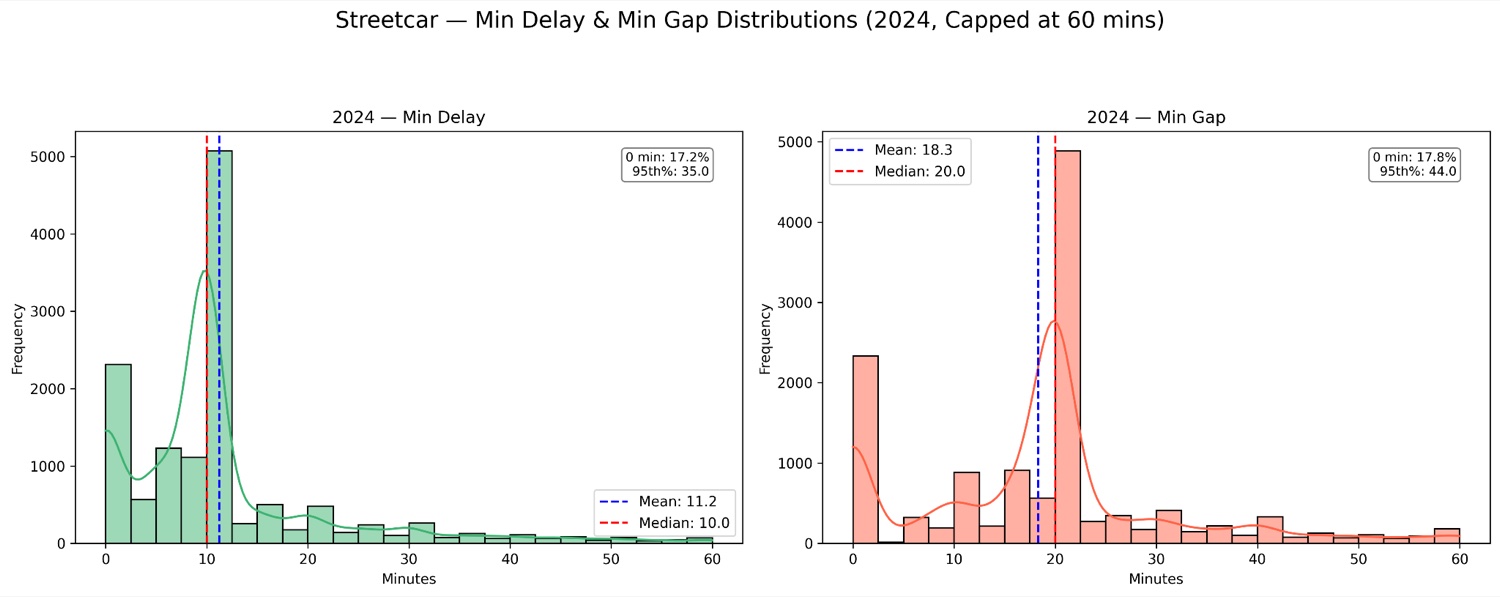 Streetcar — Min Delay & Min Gap Distributions (2024, Capped at 60 mins)
2024 — Min Delay
0 min: 17.2%
95th%: 35.0
Mean: 11.2
Median: 10.0
Frequency
5000
4000
3000
2000
1000
0
0 10 20 30 40 50 60
Minutes
2024 — Min Gap
Mean: 18.3
Median: 20.0
0 min: 17.8%
95th%: 44.0
Frequency
5000
4000
3000
2000
1000
0
0 10 20 30 40 50 60
Minutes